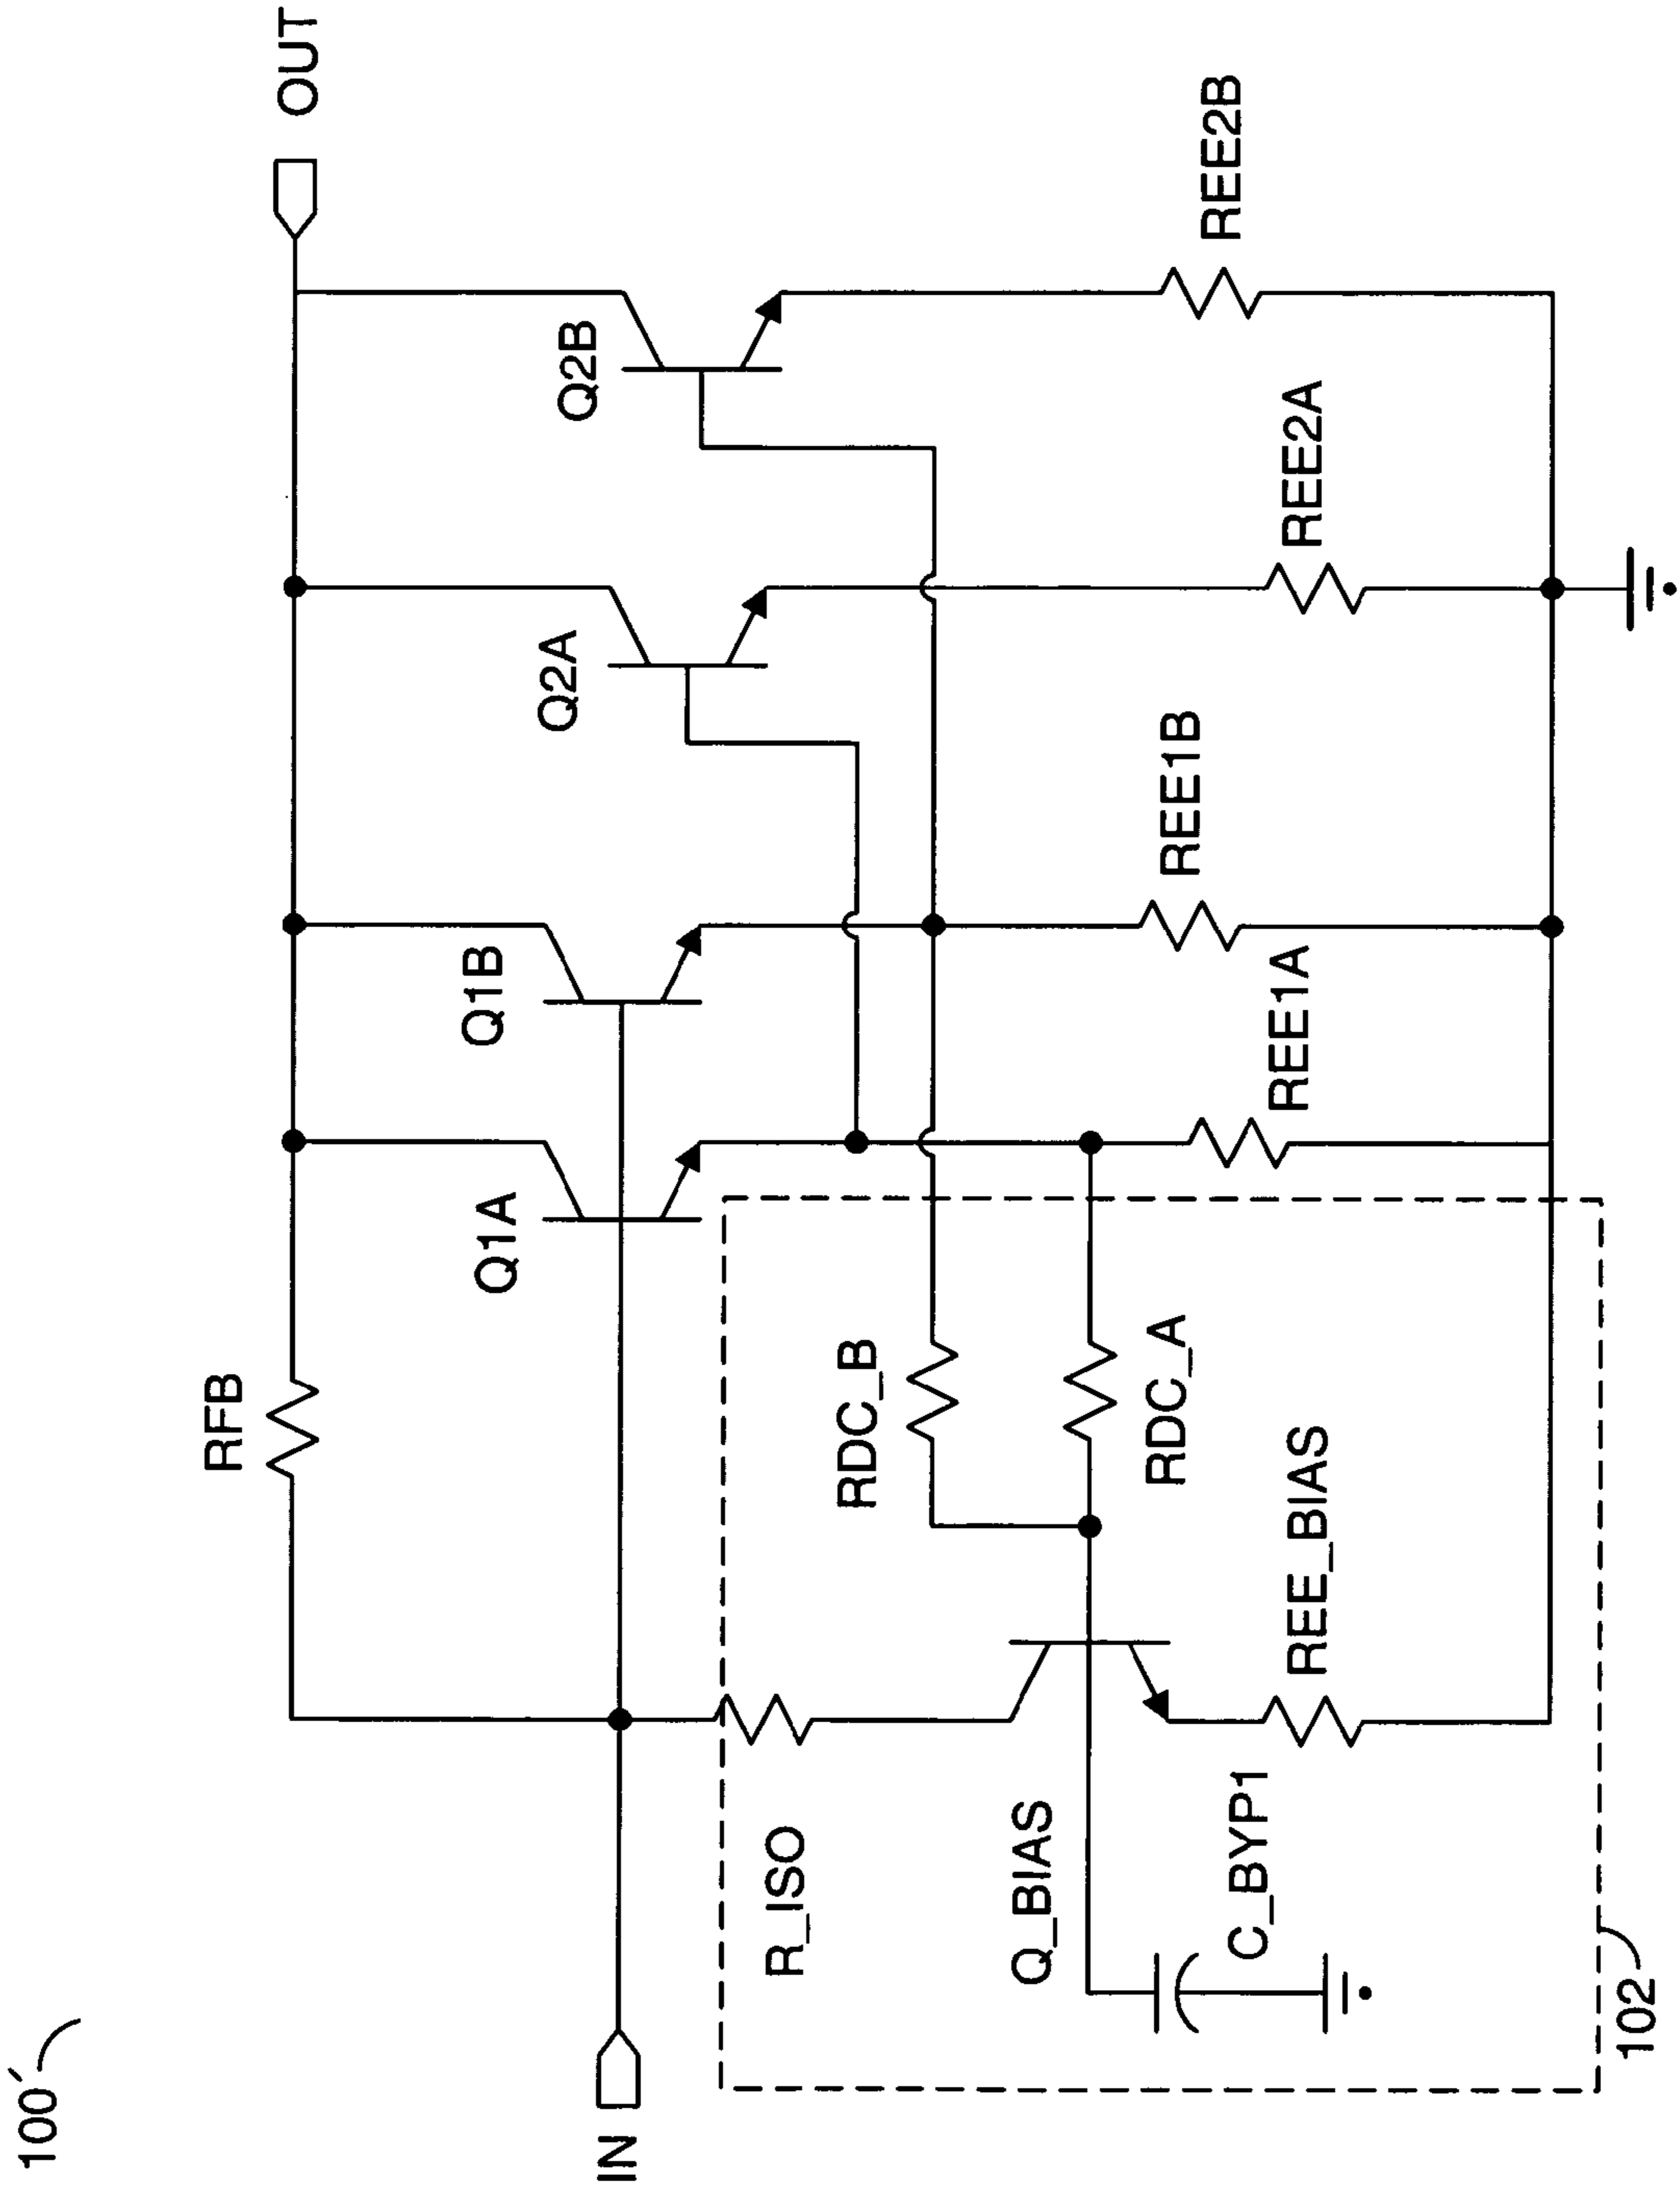 100′
OUT
RFB
Q1A
Q1B
Q2A
Q2B
IN
R_ISO
RDC_B
RDC_A
Q_BIAS
C_BYP1
REE_BIAS
REE1A
REE1B
REE2A
REE2B
102